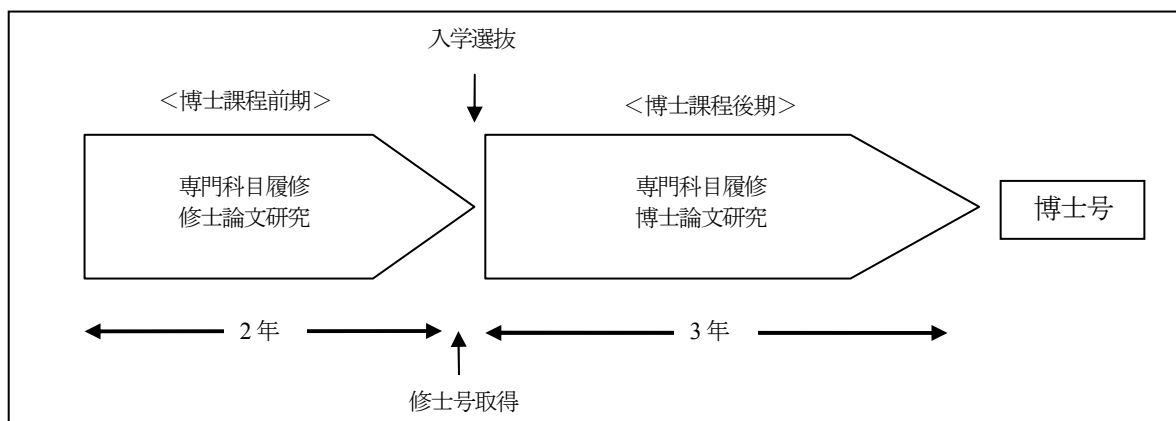 入学選抜
＜博士課程前期＞
＜博士課程後期＞
専門科目履修
修士論文研究
専門科目履修
博士論文研究
博士号
2 年
3 年
修士号取得